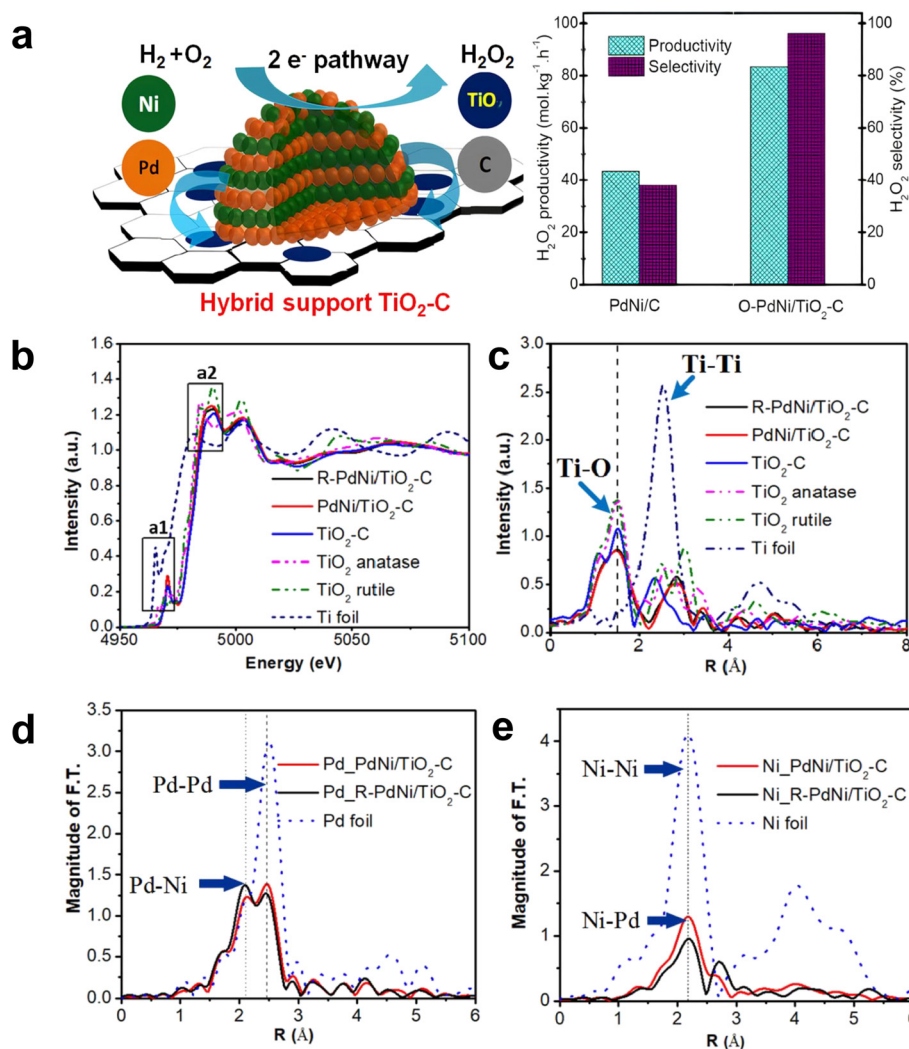 a
H₂+O₂
2 e⁻ pathway
H₂O₂
Ni
TiO₂
Pd
C
Hybrid support TiO₂-C
Productivity
Selectivity
H₂O₂ productivity (mol.kg⁻¹.h⁻¹)
100
80
60
40
20
0
100
80
60
40
20
0
H₂O₂ selectivity (%)
PdNi/C
O-PdNi/TiO₂-C
b
a2
a1
R-PdNi/TiO₂-C
PdNi/TiO₂-C
TiO₂-C
TiO₂ anatase
TiO₂ rutile
Ti foil
Intensity (a.u.)
1.6
1.4
1.2
1.0
0.8
0.6
0.4
0.2
0.0
4950 5000 5050 5100
Energy (eV)
c
Ti-Ti
Ti-O
R-PdNi/TiO₂-C
PdNi/TiO₂-C
TiO₂-C
TiO₂ anatase
TiO₂ rutile
Ti foil
Intensity (a.u.)
3.0
2.5
2.0
1.5
1.0
0.5
0.0
0 2 4 6 8
R (Å)
d
Pd-Pd
Pd-Ni
Pd_PdNi/TiO₂-C
Pd_R-PdNi/TiO₂-C
Pd foil
Magnitude of F.T.
3.5
3.0
2.5
2.0
1.5
1.0
0.5
0.0
0 1 2 3 4 5 6
R (Å)
e
Ni-Ni
Ni-Pd
Ni_PdNi/TiO₂-C
Ni_R-PdNi/TiO₂-C
Ni foil
Magnitude of F.T.
4
3
2
1
0
0 1 2 3 4 5 6
R (Å)